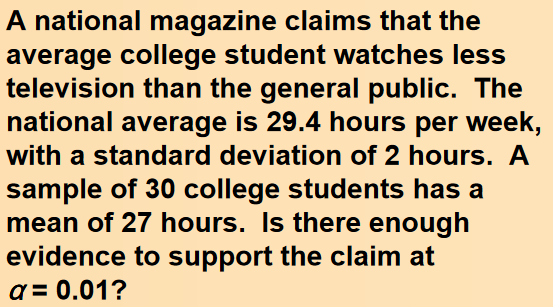 A national magazine claims that the
average college student watches less
television than the general public.  The
national average is 29.4 hours per week,
with a standard deviation of 2 hours.  A
sample of 30 college students has a
mean of 27 hours.  Is there enough
evidence to support the claim at
α = 0.01?